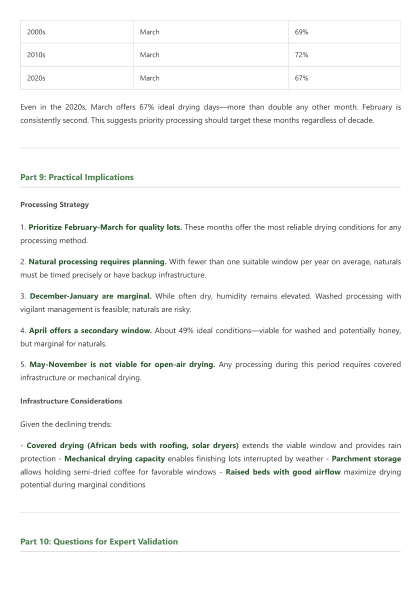 2000s March 69%
2010s March 72%
2020s March 67%
Even in the 2020s, March offers 67% ideal drying days—more than double any other month. February is
consistently second. This suggests priority processing should target these months regardless of decade.
Part 9: Practical Implications
Processing Strategy
1. Prioritize February-March for quality lots. These months offer the most reliable drying conditions for any
processing method.
2. Natural processing requires planning. With fewer than one suitable window per year on average, naturals
must be timed precisely or have backup infrastructure.
3. December-January are marginal. While often dry, humidity remains elevated. Washed processing with
vigilant management is feasible; naturals are risky.
4. April offers a secondary window. About 49% ideal conditions—viable for washed and potentially honey,
but marginal for naturals.
5. May-November is not viable for open-air drying. Any processing during this period requires covered
infrastructure or mechanical drying.
Infrastructure Considerations
Given the declining trends:
- Covered drying (African beds with roofing, solar dryers) extends the viable window and provides rain
protection - Mechanical drying capacity enables finishing lots interrupted by weather - Parchment storage
allows holding semi-dried coffee for favorable windows - Raised beds with good airflow maximize drying
potential during marginal conditions
Part 10: Questions for Expert Validation